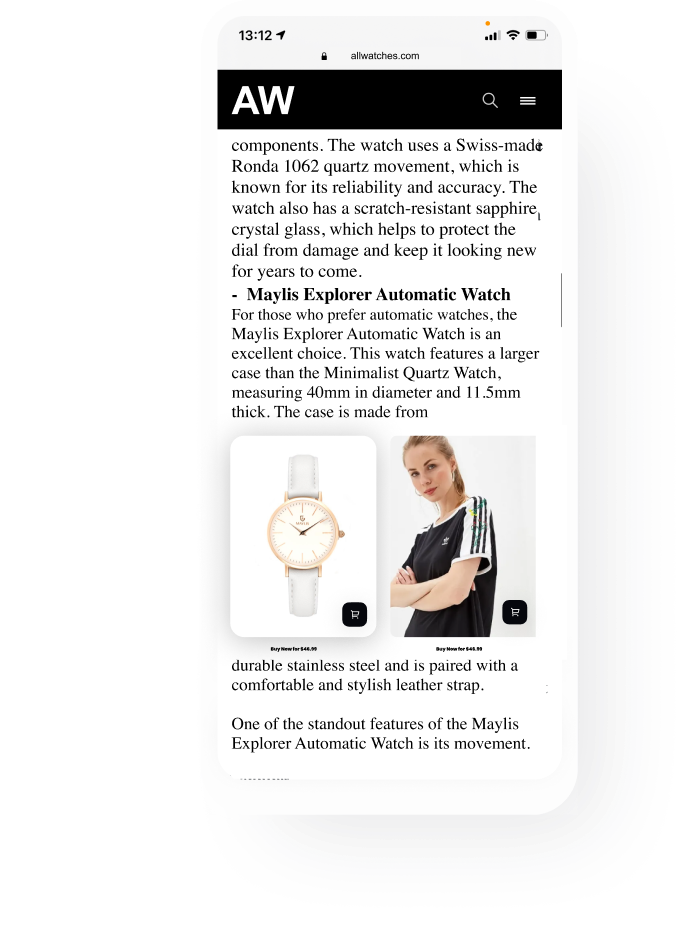 13:12
allwatches.com
AW
components. The watch uses a Swiss-made
Ronda 1062 quartz movement, which is
known for its reliability and accuracy. The
watch also has a scratch-resistant sapphire
crystal glass, which helps to protect the
dial from damage and keep it looking new
for years to come.
- Maylis Explorer Automatic Watch
For those who prefer automatic watches, the
Maylis Explorer Automatic Watch is an
excellent choice. This watch features a larger
case than the Minimalist Quartz Watch,
measuring 40mm in diameter and 11.5mm
thick. The case is made from
Buy Now for $46.99
Buy Now for $46.99
durable stainless steel and is paired with a
comfortable and stylish leather strap.
One of the standout features of the Maylis
Explorer Automatic Watch is its movement.